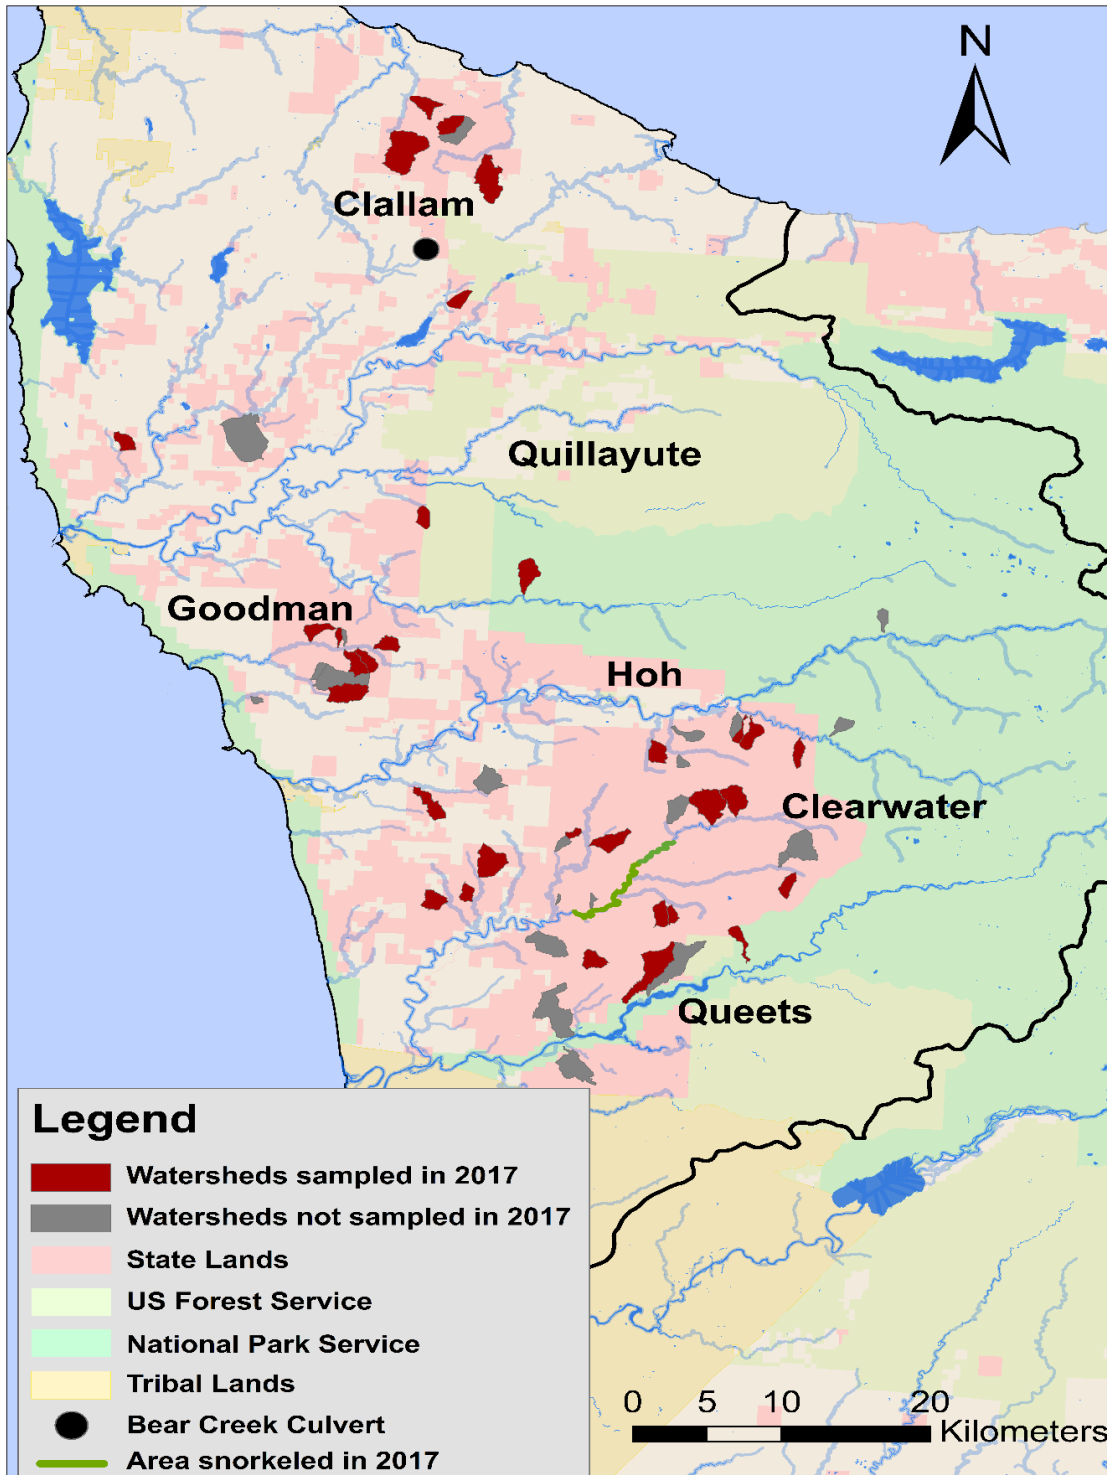 N
Clallam
Quillayute
Goodman
Hoh
Clearwater
Queets
Legend
Watersheds sampled in 2017
Watersheds not sampled in 2017
State Lands
US Forest Service
National Park Service
Tribal Lands
Bear Creek Culvert
Area snorkeled in 2017
0 5 10 20
Kilometers